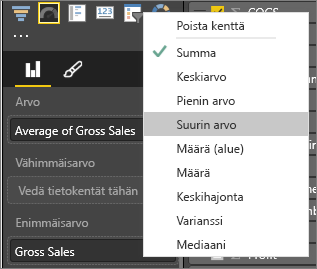 Poista kenttä
Summa
Keskiarvo
Pienin arvo
Suurin arvo
Määrä (alue)
Määrä
Keskihajonta
Varianssi
Mediaani
...
Arvo
Average of Gross Sales
Vähimmäisarvo
Vedä tietokentät tähän
Enimmäisarvo
Gross Sales
COGS